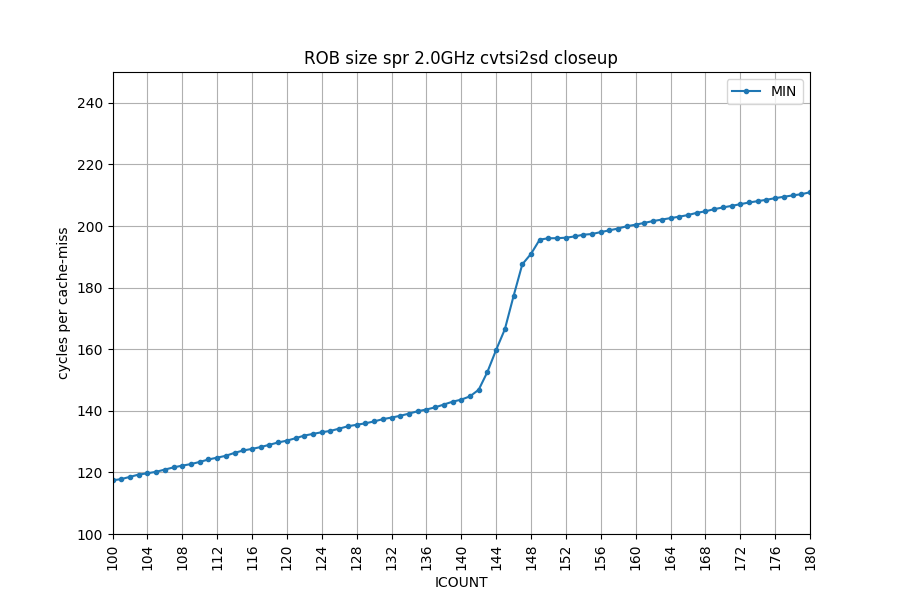 ROB size spr 2.0GHz cvtsi2sd closeup
MIN
cycles per cache-miss
240
220
200
180
160
140
120
100
100 104 108 112 116 120 124 128 132 136 140 144 148 152 156 160 164 168 172 176 180
ICOUNT